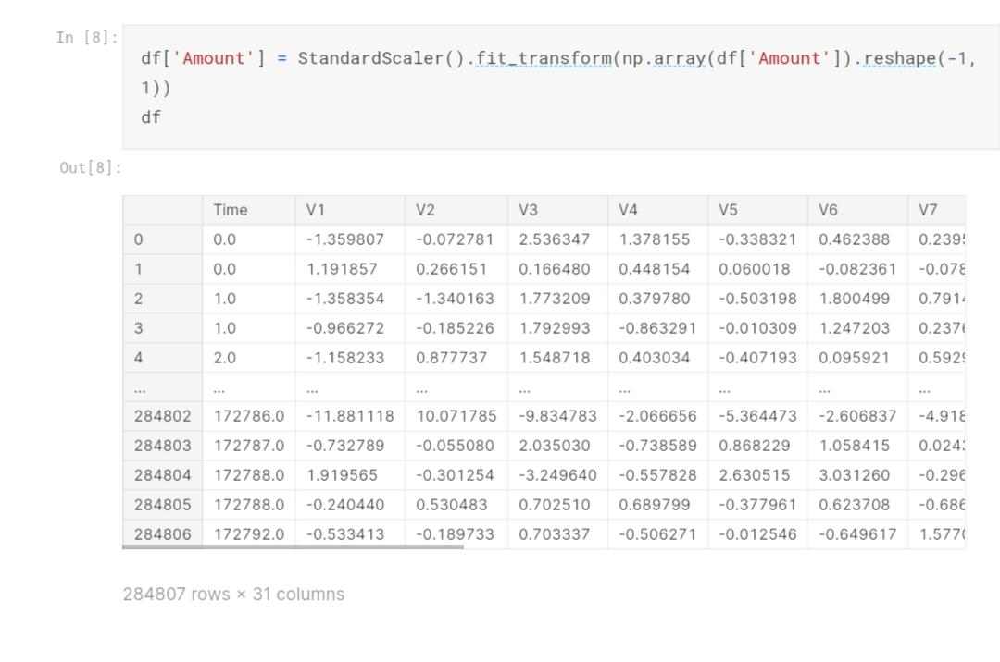 In [8]:
df['Amount'] = StandardScaler().fit_transform(np.array(df['Amount']).reshape(-1,
1))
df
Out[8]:
Time V1 V2 V3 V4 V5 V6 V7
0 0.0 -1.359807 -0.072781 2.536347 1.378155 -0.338321 0.462388 0.239
1 0.0 1.191857 0.266151 0.166480 0.448154 0.060018 -0.082361 -0.078
2 1.0 -1.358354 -1.340163 1.773209 0.379780 -0.503198 1.800499 0.791
3 1.0 -0.966272 -0.185226 1.792993 -0.863291 -0.010309 1.247203 0.237
4 2.0 -1.158233 0.877737 1.548718 0.403034 -0.407193 0.095921 0.592
... ... ... ... ... ... ... ... ...
284802 172786.0 -11.881118 10.071785 -9.834783 -2.066656 -5.364473 -2.606837 -4.918
284803 172787.0 -0.732789 -0.055080 2.035030 -0.738589 0.868229 1.058415 0.024
284804 172788.0 1.919565 -0.301254 -3.249640 -0.557828 2.630515 3.031260 -0.296
284805 172788.0 -0.240440 0.530483 0.702510 0.689799 -0.377961 0.623708 -0.686
284806 172792.0 -0.533413 -0.189733 0.703337 -0.506271 -0.012546 -0.649617 1.577
284807 rows × 31 columns